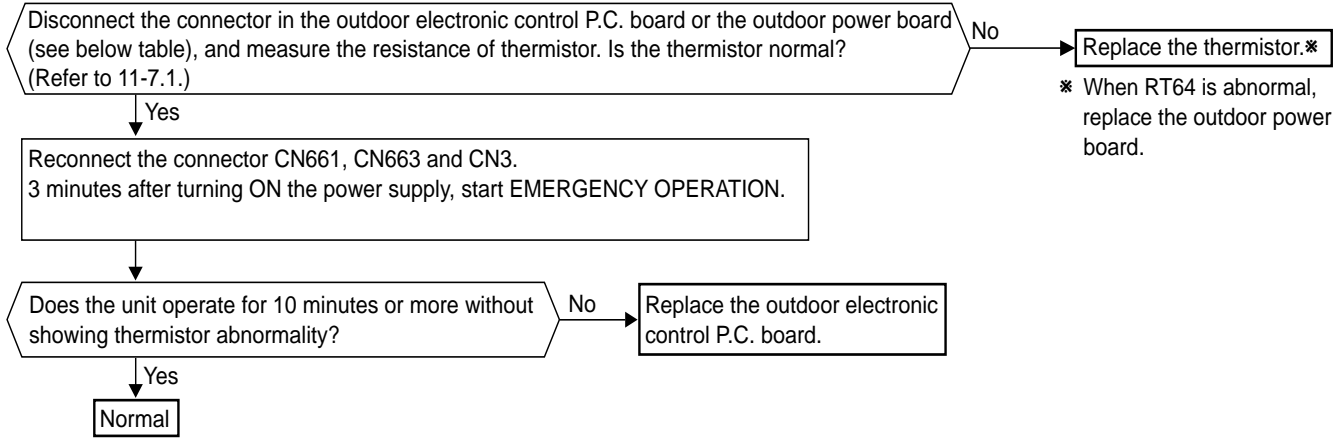 Disconnect the connector in the outdoor electronic control P.C. board or the outdoor power board
(see below table), and measure the resistance of thermistor. Is the thermistor normal?
(Refer to 11-7.1.)
No
Replace the thermistor.※
※ When RT64 is abnormal,
replace the outdoor power
board.
Yes
Reconnect the connector CN661, CN663 and CN3.
3 minutes after turning ON the power supply, start EMERGENCY OPERATION.
Does the unit operate for 10 minutes or more without
showing thermistor abnormality?
No
Replace the outdoor electronic
control P.C. board.
Yes
Normal